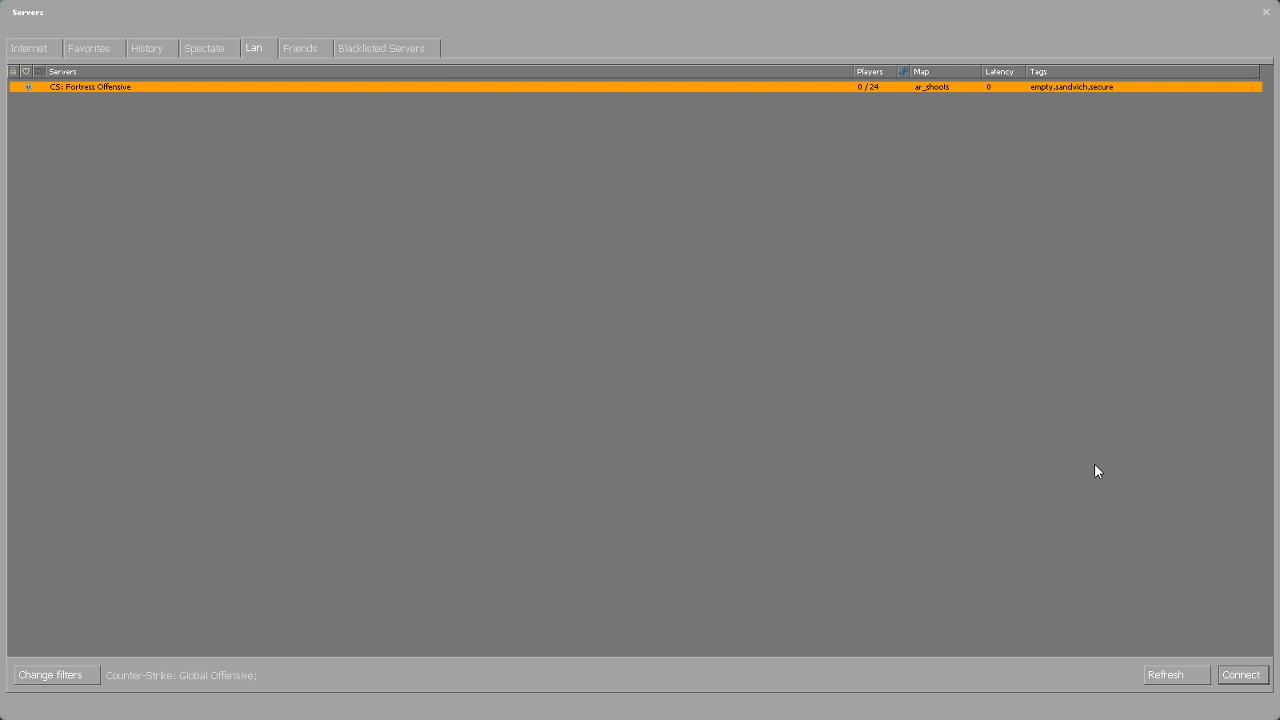 Servers
Internet Favorites History Spectate Lan Friends Blacklisted Servers
Servers Players Map Latency Tags
CS: Fortress Offensive 0 / 24 ar_shoots 0 empty,sandvich,secure
Change filters Counter-Strike: Global Offensive; Refresh Connect